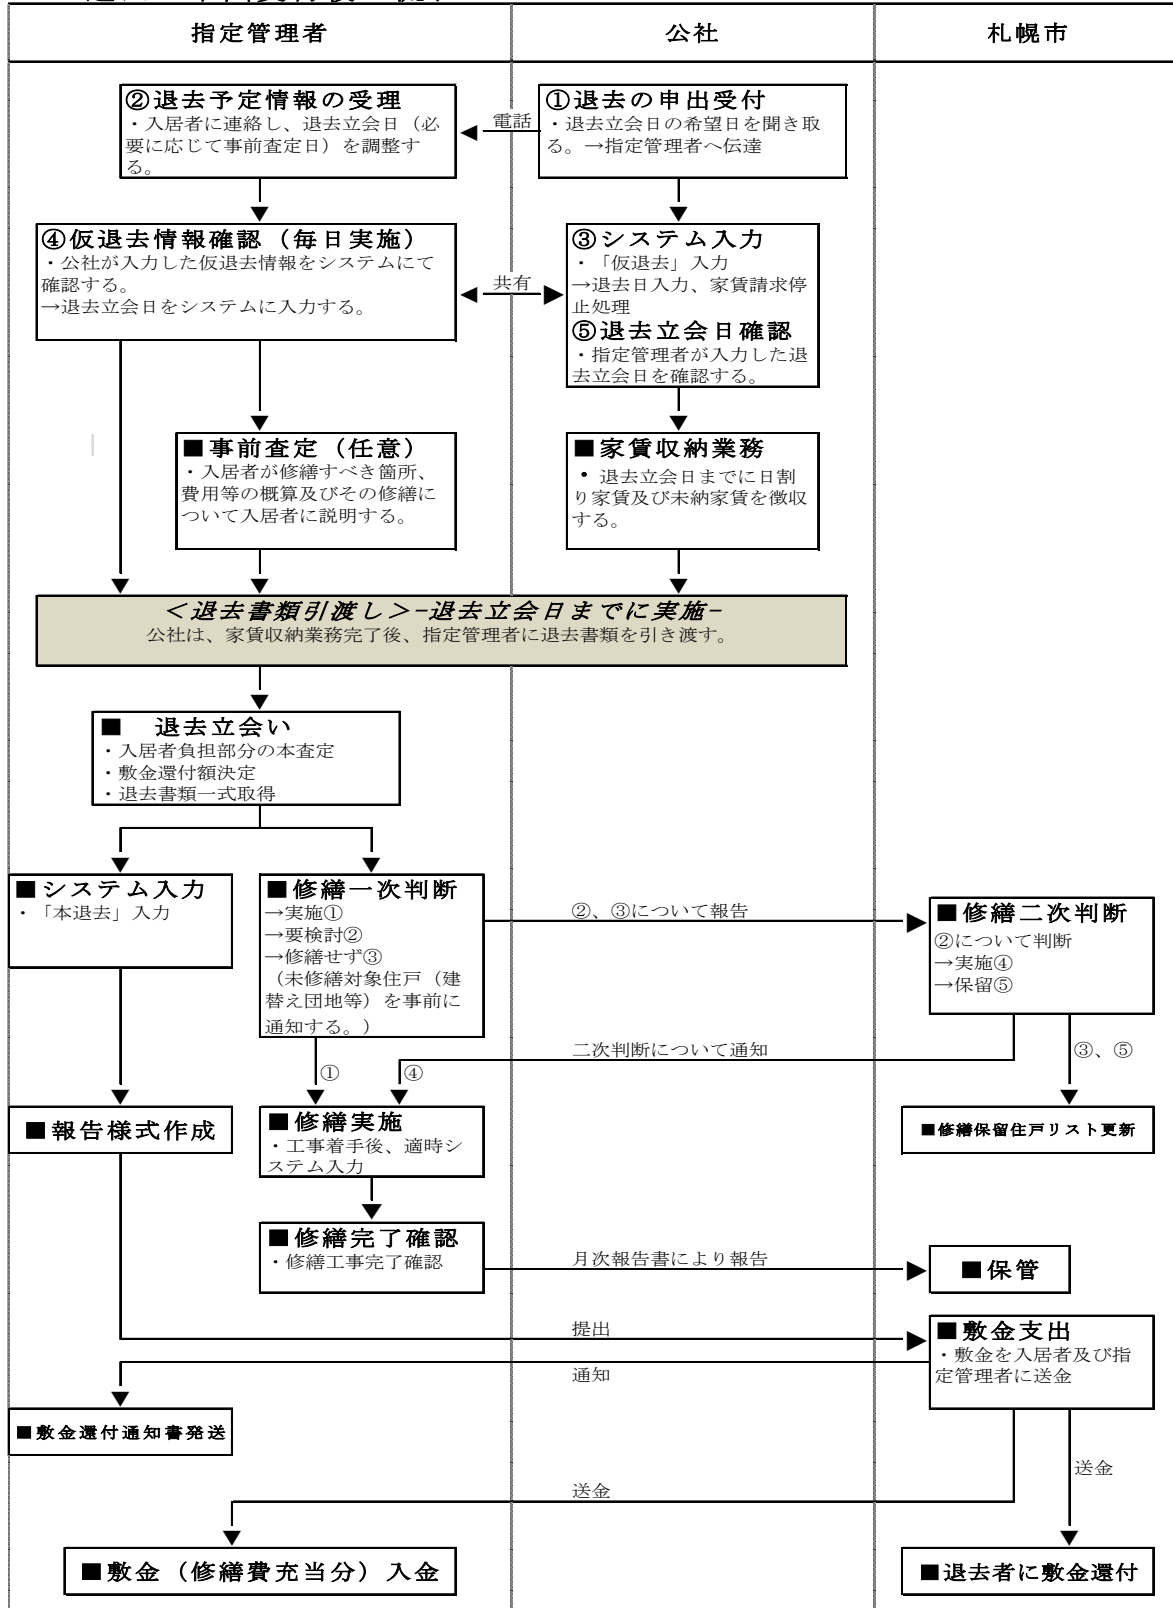 指定管理者
公社
札幌市
②退去予定情報の受理
・入居者に連絡し、退去立会日（必
要に応じて事前査定日）を調整す
る。
電話
①退去の申出受付
・退去立会日の希望日を聞き取
る。→指定管理者へ伝達
④仮退去情報確認（毎日実施）
・公社が入力した仮退去情報をシステムにて
確認する。
→退去立会日をシステムに入力する。
共有
③システム入力
・「仮退去」入力
→退去日入力、家賃請求停
止処理
⑤退去立会日確認
・指定管理者が入力した退
去立会日を確認する。
■事前査定（任意）
・入居者が修繕すべき箇所、
費用等の概算及びその修繕に
ついて入居者に説明する。
■家賃収納業務
・ 退去立会日までに日割
り家賃及び未納家賃を徴収
する。
＜退去書類引渡し＞-退去立会日までに実施-
公社は、家賃収納業務完了後、指定管理者に退去書類を引き渡す。
■　退去立会い
・入居者負担部分の本査定
・敷金還付額決定
・退去書類一式取得
■システム入力
・「本退去」入力
■修繕一次判断
→実施①
→要検討②
→修繕せず③
（未修繕対象住戸（建
替え団地等）を事前に
通知する。）
②、③について報告
■修繕二次判断
②について判断
→実施④
→保留⑤
二次判断について通知
①
④
③、⑤
■報告様式作成
■修繕実施
・工事着手後、適時シ
ステム入力
■修繕保留住戸リスト更新
■修繕完了確認
・修繕工事完了確認
月次報告書により報告
■保管
提出
■敷金支出
・敷金を入居者及び指
定管理者に送金
通知
■敷金還付通知書発送
送金
送金
■敷金（修繕費充当分）入金
■退去者に敷金還付